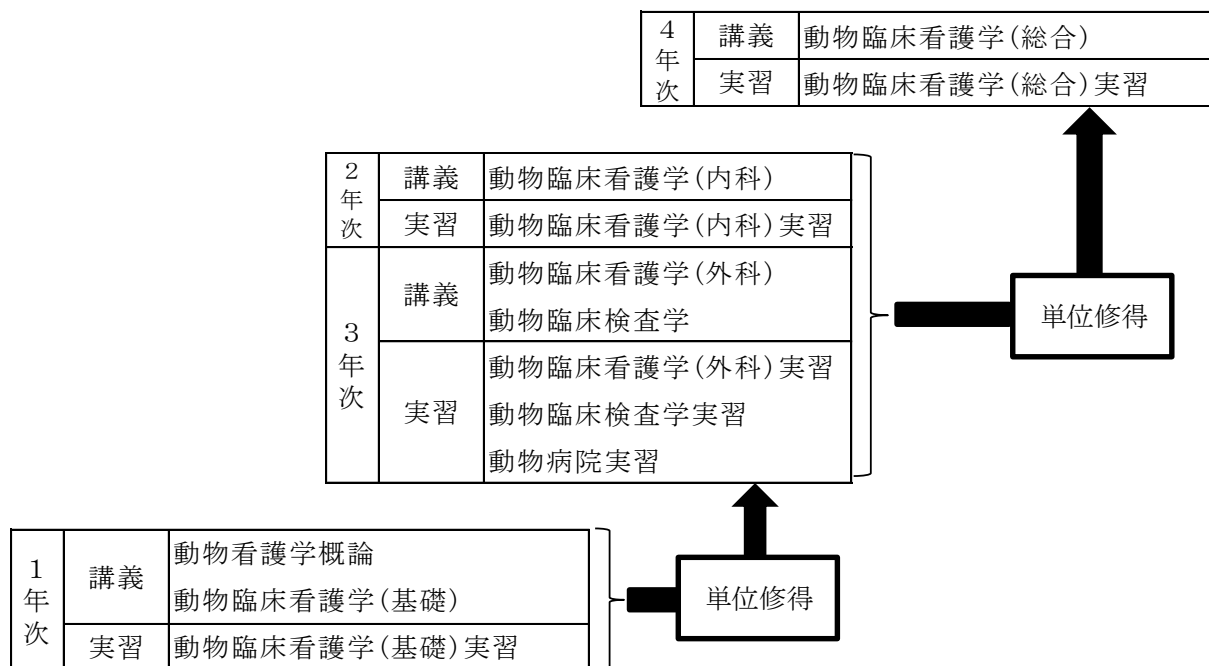 4年次
講義 動物臨床看護学(総合)
実習 動物臨床看護学(総合)実習
2年次
講義 動物臨床看護学(内科)
実習 動物臨床看護学(内科)実習
3年次
講義
動物臨床看護学(外科)
動物臨床検査学
実習
動物臨床看護学(外科)実習
動物臨床検査学実習
動物病院実習
単位修得
1年次
講義
動物看護学概論
動物臨床看護学(基礎)
実習 動物臨床看護学(基礎)実習
単位修得